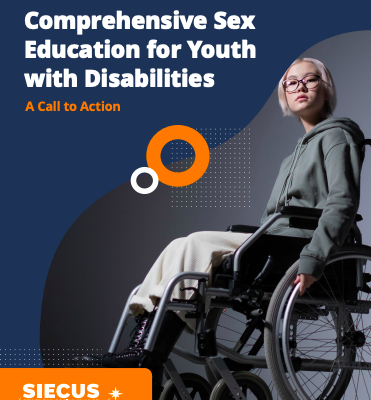 Comprehensive Sex
Education for Youth
with Disabilities
A Call to Action
SIECUS